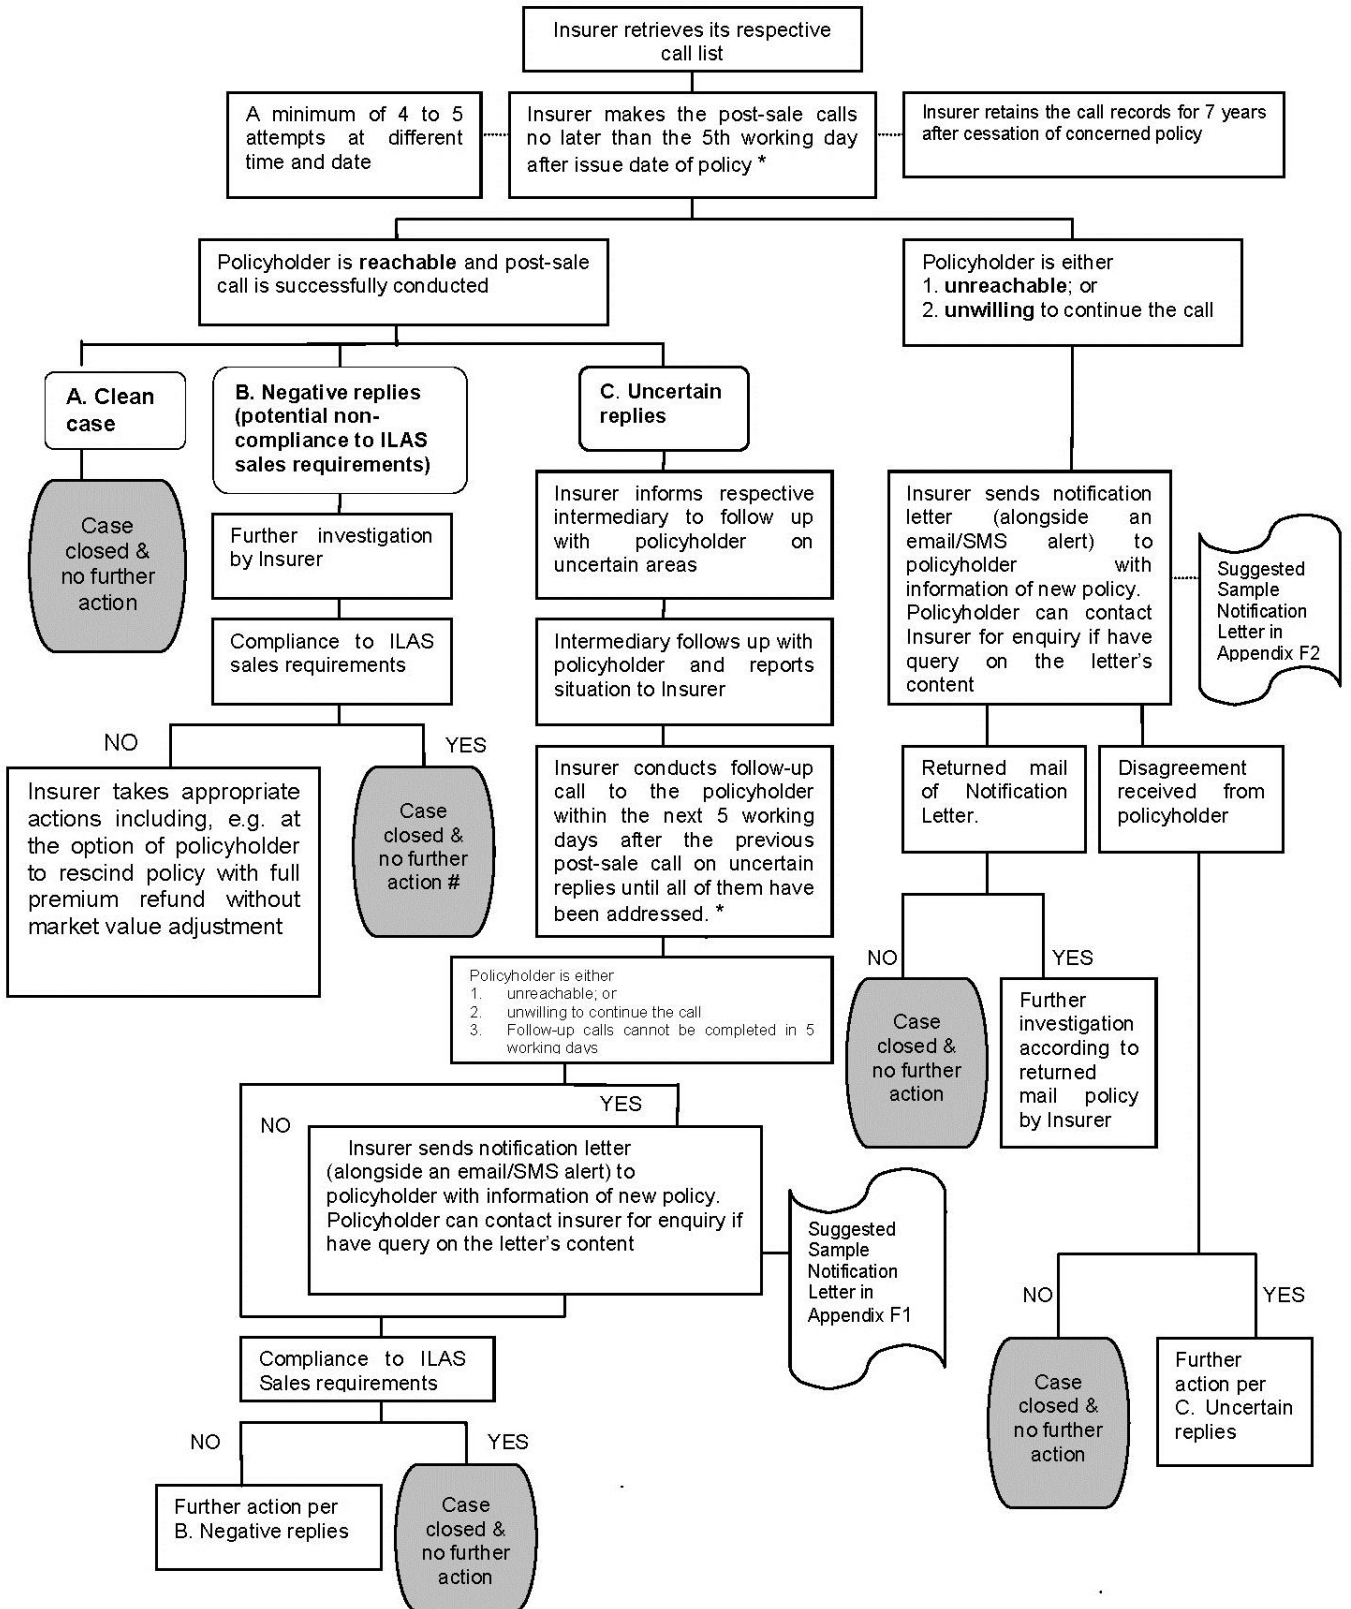 Insurer retrieves its respective
call list
A minimum of 4 to 5
attempts at different
time and date
Insurer makes the post-sale calls
no later than the 5th working day
after issue date of policy *
Insurer retains the call records for 7 years
after cessation of concerned policy
Policyholder is reachable and post-sale
call is successfully conducted
Policyholder is either
1. unreachable; or
2. unwilling to continue the call
A. Clean
case
B. Negative replies
(potential non-
compliance to ILAS
sales requirements)
C. Uncertain
replies
Case
closed &
no further
action
Further investigation
by Insurer
Compliance to ILAS
sales requirements
NO
YES
Insurer takes appropriate
actions including, e.g. at
the option of policyholder
to rescind policy with full
premium refund without
market value adjustment
Case
closed &
no further
action #
Insurer informs respective
intermediary to follow up
with policyholder on
uncertain areas
Intermediary follows up with
policyholder and reports
situation to Insurer
Insurer conducts follow-up
call to the policyholder
within the next 5 working
days after the previous
post-sale call on uncertain
replies until all of them have
been addressed. *
Policyholder is either
1. unreachable; or
2. unwilling to continue the call
3. Follow-up calls cannot be completed in 5
working days
NO
YES
Insurer sends notification letter
(alongside an email/SMS alert) to
policyholder with information of new policy.
Policyholder can contact insurer for enquiry if
have query on the letter's content
Suggested
Sample
Notification
Letter in
Appendix F1
Compliance to ILAS
Sales requirements
NO
YES
Further action per
B. Negative replies
Case
closed &
no further
action
Insurer sends notification
letter (alongside an
email/SMS alert) to
policyholder with
information of new policy.
Policyholder can contact
Insurer for enquiry if have
query on the letter's
content
Suggested
Sample
Notification
Letter in
Appendix F2
Returned mail
of Notification
Letter.
Disagreement
received from
policyholder
NO
YES
Case
closed &
no further
action
Further
investigation
according to
returned
mail policy
by Insurer
NO
YES
Case
closed &
no further
action
Further
action per
C. Uncertain
replies